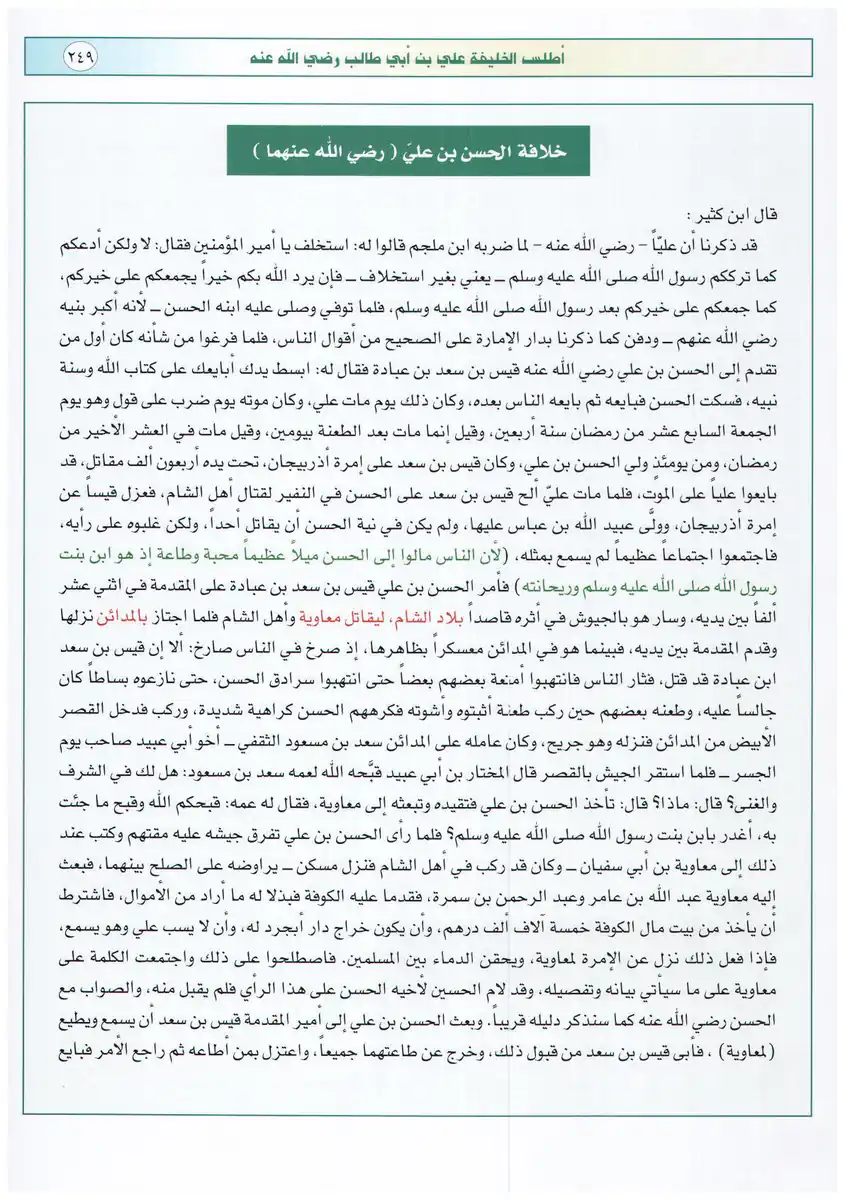 أطلس الخليفة علي بن أبي طالب رضي الله عنه
٢٤٩
خلافة الحسن بن عليّ ( رضي الله عنهما )
قال ابن كثير :
قد ذكرنا أن عليّاً - رضي الله عنه - لما ضربه ابن ملجم قالوا له: استخلف يا أمير المؤمنين فقال: لا ولكن أدعكم
كما ترككم رسول الله صلى الله عليه وسلم ــ يعني بغير استخلاف ــ فإن يرد الله بكم خيراً يجمعكم على خيركم،
كما جمعكم على خيركم بعد رسول الله صلى الله عليه وسلم، فلما توفي وصلى عليه ابنه الحسن ــ لأنه أكبر بنيه
رضي الله عنهم ــ ودفن كما ذكرنا بدار الإمارة على الصحيح من أقوال الناس، فلما فرغوا من شأنه كان أول من
تقدم إلى الحسن بن علي رضي الله عنه قيس بن سعد بن عبادة فقال له: ابسط يدك أبايعك على كتاب الله وسنة
نبيه، فسكت الحسن فبايعه ثم بايعه الناس بعده، وكان ذلك يوم مات علي، وكان موته يوم ضرب على قول وهو يوم
الجمعة السابع عشر من رمضان سنة أربعين، وقيل إنما مات بعد الطعنة بيومين، وقيل مات في العشر الأخير من
رمضان، ومن يومئذٍ ولي الحسن بن علي، وكان قيس بن سعد على إمرة أذربيجان، تحت يده أربعون ألف مقاتل، قد
بايعوا علياً على الموت، فلما مات عليّ ألح قيس بن سعد على الحسن في النفير لقتال أهل الشام، فعزل قيساً عن
إمرة أذربيجان، وولَّى عبيد الله بن عباس عليها، ولم يكن في نية الحسن أن يقاتل أحداً، ولكن غلبوه على رأيه،
فاجتمعوا اجتماعاً عظيماً لم يسمع بمثله، (لأن الناس مالوا إلى الحسن ميلاً عظيماً محبة وطاعة إذ هو ابن بنت
رسول الله صلى الله عليه وسلم وريحانته) فأمر الحسن بن علي قيس بن سعد بن عبادة على المقدمة في اثني عشر
ألفاً بين يديه، وسار هو بالجيوش في أثره قاصداً بلاد الشام، ليقاتل معاوية وأهل الشام فلما اجتاز بالمدائن نزلها
وقدم المقدمة بين يديه، فبينما هو في المدائن معسكراً بظاهرها، إذ صرخ في الناس صارخ: ألا إن قيس بن سعد
ابن عبادة قد قتل، فثار الناس فانتهبوا أمتعة بعضهم بعضاً حتى انتهبوا سرادق الحسن، حتى نازعوه بساطاً كان
جالساً عليه، وطعنه بعضهم حين ركب طعنة أثبتوه وأشوته فكرههم الحسن كراهية شديدة، وركب فدخل القصر
الأبيض من المدائن فنزله وهو جريح، وكان عامله على المدائن سعد بن مسعود الثقفي ــ أخو أبي عبيد صاحب يوم
الجسر ــ فلما استقر الجيش بالقصر قال المختار بن أبي عبيد قبَّحه الله لعمه سعد بن مسعود: هل لك في الشرف
والغنى؟ قال: ماذا؟ قال: تأخذ الحسن بن علي فتقيده وتبعثه إلى معاوية، فقال له عمه: قبحكم الله وقبح ما جئت
به، أغدر بابن بنت رسول الله صلى الله عليه وسلم؟ فلما رأى الحسن بن علي تفرق جيشه عليه مقتهم وكتب عند
ذلك إلى معاوية بن أبي سفيان ــ وكان قد ركب في أهل الشام فنزل مسكن ــ يراوضه على الصلح بينهما، فبعث
إليه معاوية عبد الله بن عامر وعبد الرحمن بن سمرة، فقدما عليه الكوفة فبذلا له ما أراد من الأموال، فاشترط
أن يأخذ من بيت مال الكوفة خمسة آلاف ألف درهم، وأن يكون خراج دار أبجرد له، وأن لا يسب علي وهو يسمع،
فإذا فعل ذلك نزل عن الإمرة لمعاوية، ويحقن الدماء بين المسلمين. فاصطلحوا على ذلك واجتمعت الكلمة على
معاوية على ما سيأتي بيانه وتفصيله، وقد لام الحسين لأخيه الحسن على هذا الرأي فلم يقبل منه، والصواب مع
الحسن رضي الله عنه كما سنذكر دليله قريباً. وبعث الحسن بن علي إلى أمير المقدمة قيس بن سعد أن يسمع ويطيع
(لمعاوية) ، فأبى قيس بن سعد من قبول ذلك، وخرج عن طاعتهما جميعاً، واعتزل بمن أطاعه ثم راجع الأمر فبايع